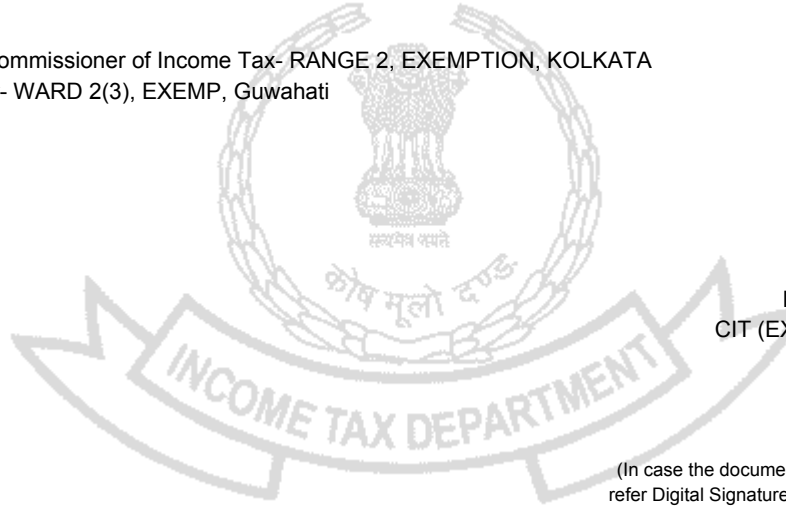 ommissioner of Income Tax- RANGE 2, EXEMPTION, KOLKATA
- WARD 2(3), EXEMP, Guwahati
सत्यमेव जयते
कोष मूलो दण्ड:
CIT (EX
INCOME TAX DEPARTMENT
(In case the docume
refer Digital Signature